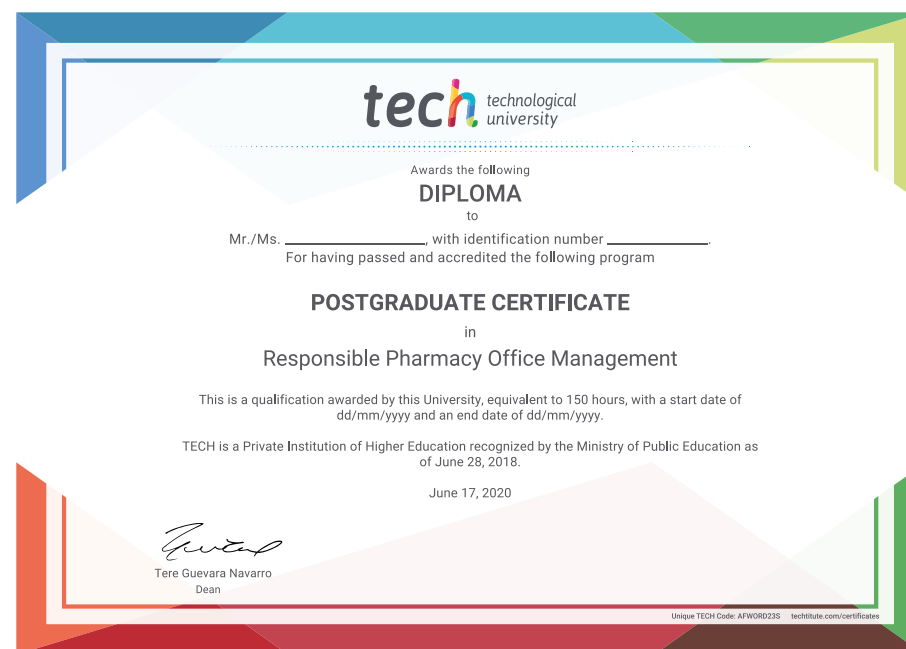 tech technological
university
Awards the following
DIPLOMA
to
Mr./Ms. ____________________, with identification number ______________.
For having passed and accredited the following program
POSTGRADUATE CERTIFICATE
in
Responsible Pharmacy Office Management
This is a qualification awarded by this University, equivalent to 150 hours, with a start date of
dd/mm/yyyy and an end date of dd/mm/yyyy.
TECH is a Private Institution of Higher Education recognized by the Ministry of Public Education as
of June 28, 2018.
June 17, 2020
Tere Guevara Navarro
Dean
Unique TECH Code: AFWORD23S techtitute.com/certificates